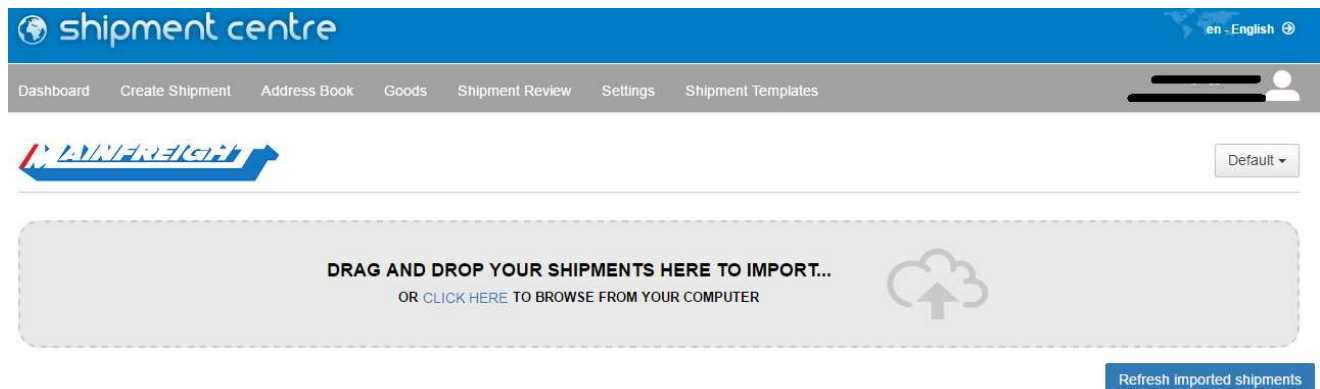 shipment centre
en - English
Dashboard Create Shipment Address Book Goods Shipment Review Settings Shipment Templates
MAINFREIGHT
Default
DRAG AND DROP YOUR SHIPMENTS HERE TO IMPORT...
OR CLICK HERE TO BROWSE FROM YOUR COMPUTER
Refresh imported shipments